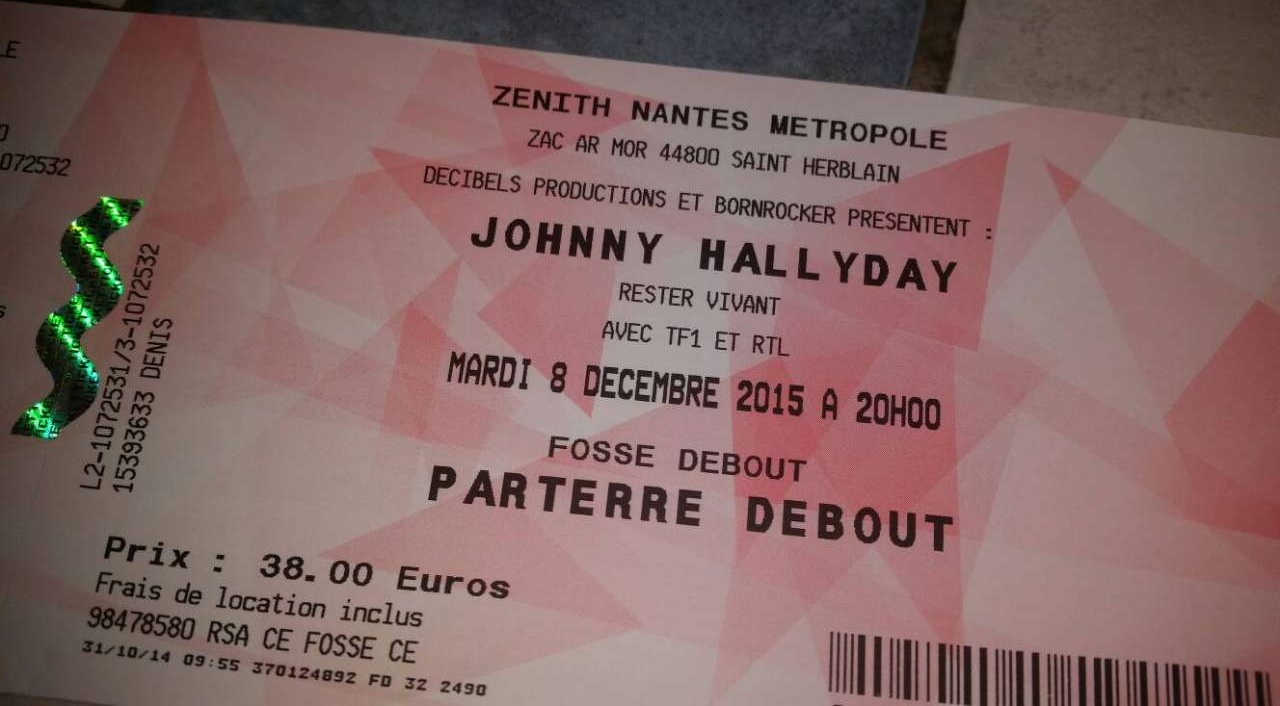 LE
072532
L2-1072531/3-1072532
15393633 DENIS
ZENITH NANTES METROPOLE
ZAC AR MOR 44800 SAINT HERBLAIN
DECIBELS PRODUCTIONS ET BORNROCKER PRESENTENT :
JOHNNY HALLYDAY
RESTER VIVANT
AVEC TF1 ET RTL
MARDI 8 DECEMBRE 2015 A 20H00
FOSSE DEBOUT
PARTERRE DEBOUT
Prix : 38.00 Euros
Frais de location inclus
98478580 RSA CE FOSSE CE
31/10/14 09:55 370124892 FD 32 2490